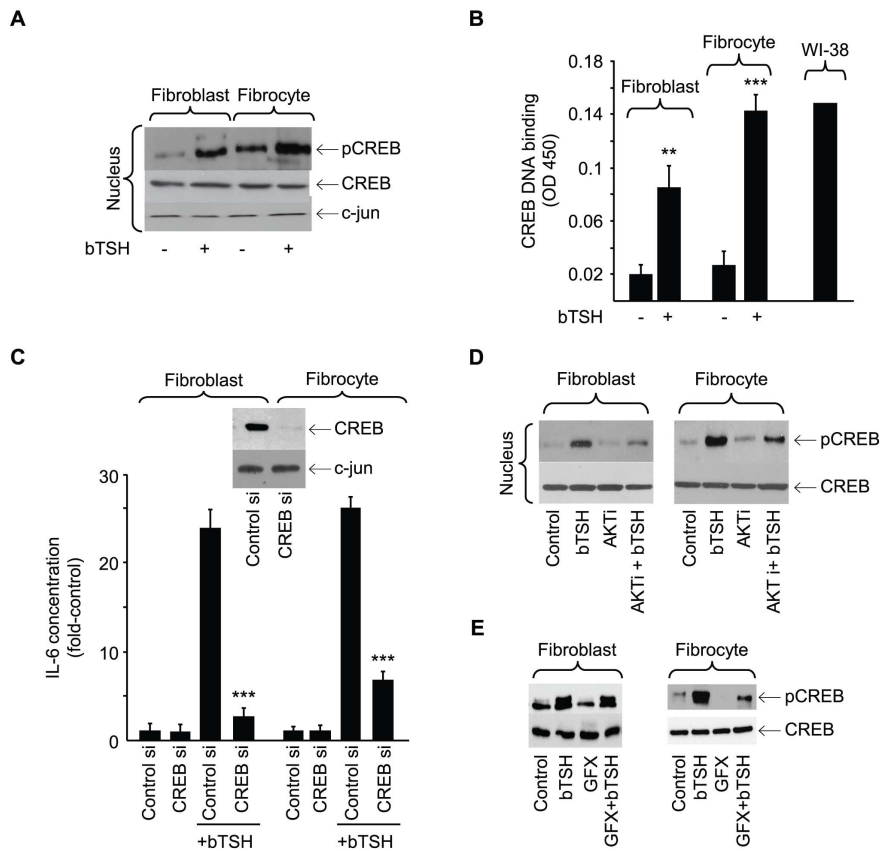 A
Fibroblast Fibrocyte
Nucleus
pCREB
CREB
c-jun
bTSH - + - +
B
Fibrocyte
WI-38
Fibroblast
CREB DNA binding
(OD 450)
0.18
0.14
0.1
0.06
0.02
**
***
bTSH - + - +
C
Fibroblast Fibrocyte
CREB
c-jun
Control si
CREB si
IL-6 concentration
(fold-control)
30
20
10
0
***
***
Control si
CREB si
Control si
CREB si
Control si
CREB si
Control si
CREB si
+bTSH +bTSH
D
Fibroblast Fibrocyte
Nucleus
pCREB
CREB
Control
bTSH
AKTi
AKTi + bTSH
Control
bTSH
AKTi
AKTi+ bTSH
E
Fibroblast Fibrocyte
pCREB
CREB
Control
bTSH
GFX
GFX+bTSH
Control
bTSH
GFX
GFX+bTSH